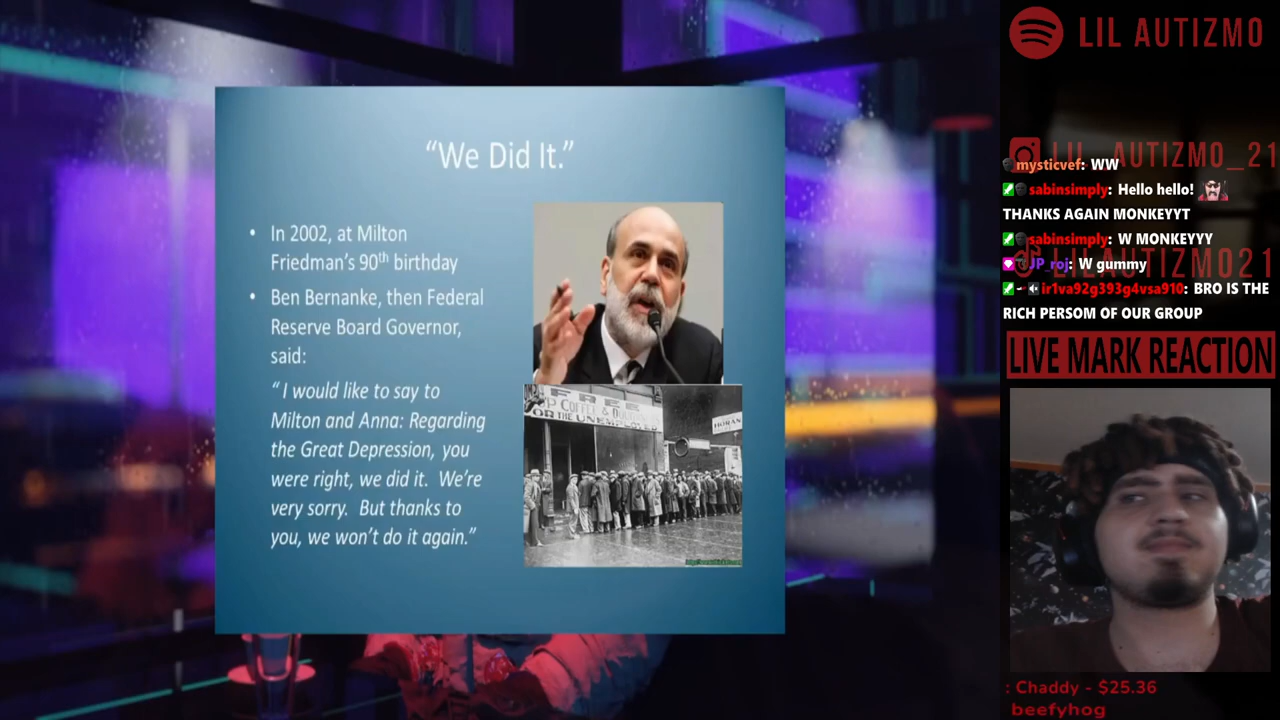 “We Did It.”
• In 2002, at Milton
Friedman’s 90th birthday
• Ben Bernanke, then Federal
Reserve Board Governor,
said:
“ I would like to say to
Milton and Anna: Regarding
the Great Depression, you
were right, we did it. We’re
very sorry. But thanks to
you, we won’t do it again.”
FREE
COFFEE &
FOR THE UNEMPLOYED
HORAN
LIL AUTIZMO
LIL_AUTIZMO_21
mysticvef: WW
sabinsimply: Hello hello!
THANKS AGAIN MONKEYYT
sabinsimply: W MONKEYYY
LILAUTIZMO21
JP_roj: W gummy
ir1va92g393g4vsa910: BRO IS THE
RICH PERSOM OF OUR GROUP
LIVE MARK REACTION
: Chaddy - $25.36
beefyhog